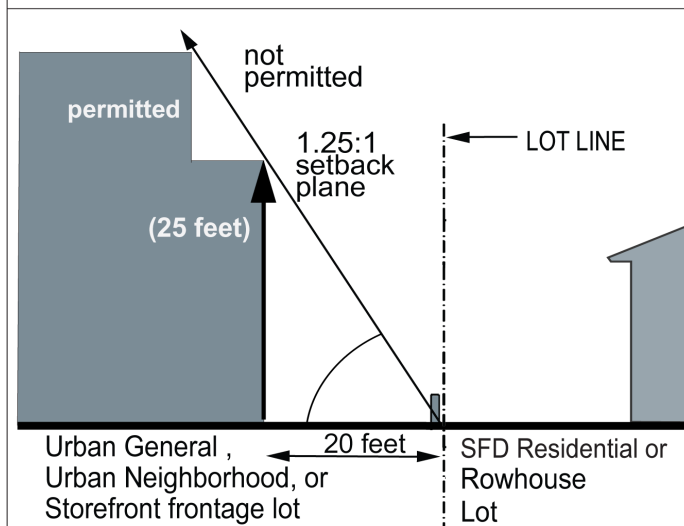 not
permitted
permitted
1.25:1
setback
plane
LOT LINE
(25 feet)
20 feet
Urban General ,
Urban Neighborhood, or
Storefront frontage lot
SFD Residential or
Rowhouse
Lot